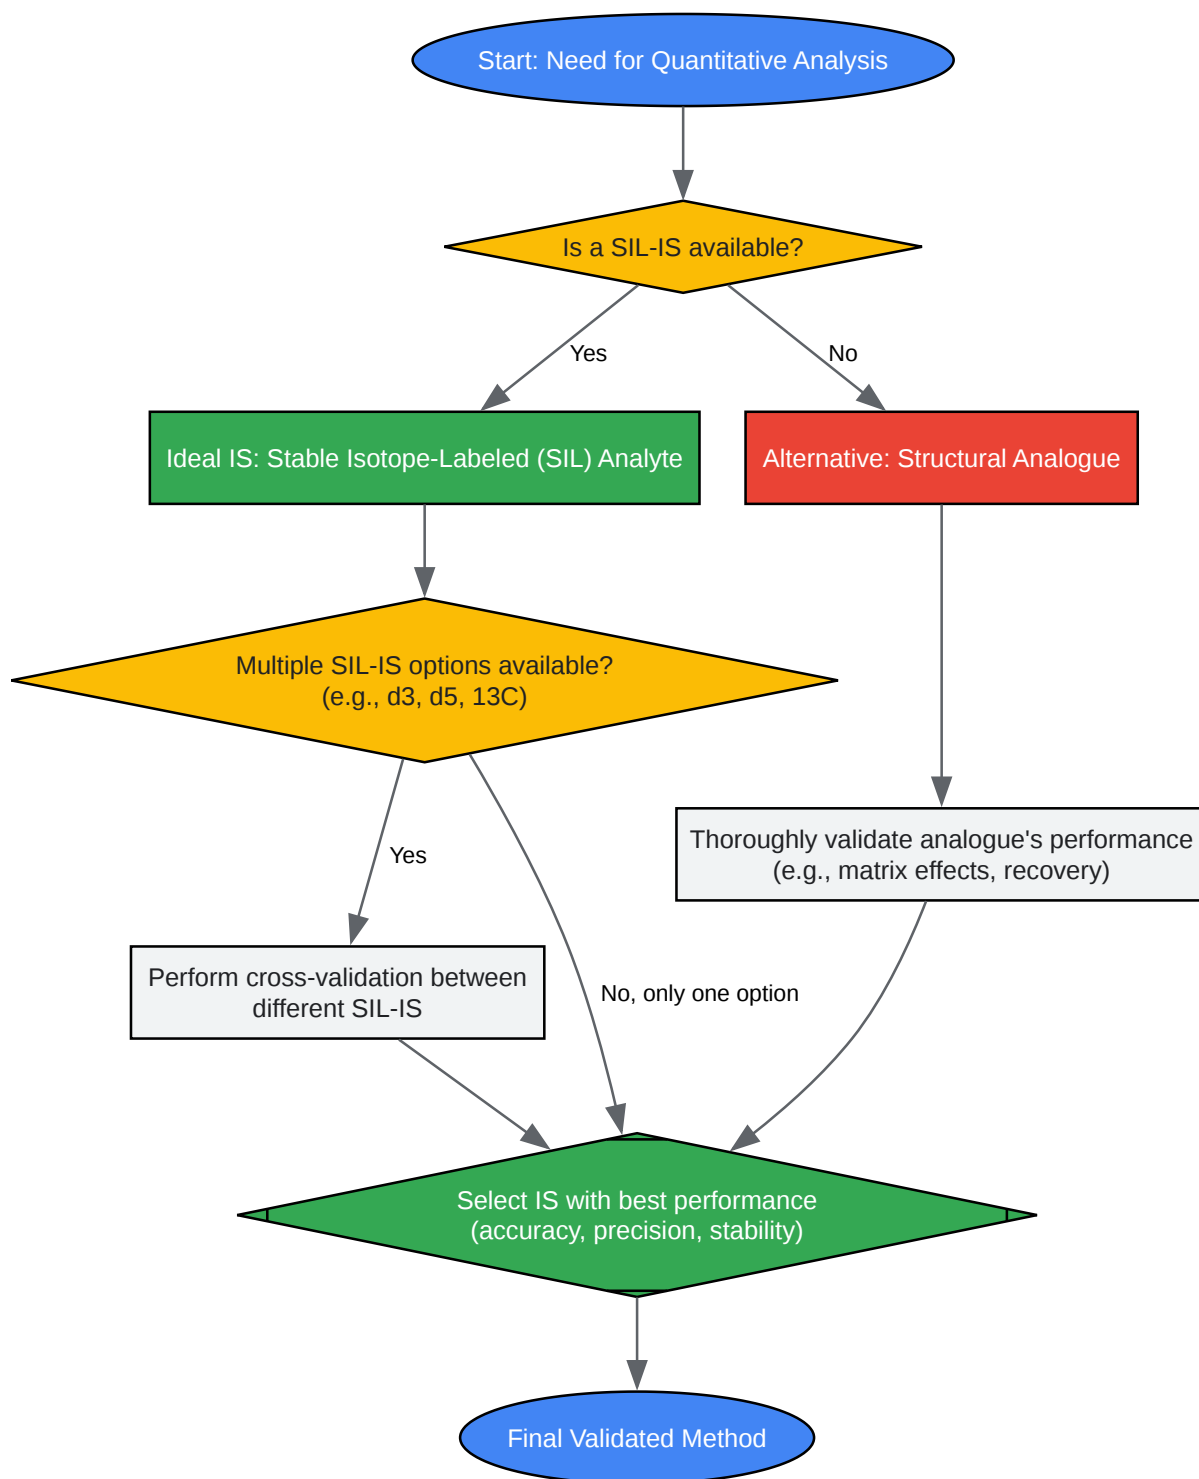 Start: Need for Quantitative Analysis
Is a SIL-IS available?
Yes
No
Ideal IS: Stable Isotope-Labeled (SIL) Analyte
Alternative: Structural Analogue
Multiple SIL-IS options available?
(e.g., d3, d5, 13C)
Yes
Thoroughly validate analogue's performance
(e.g., matrix effects, recovery)
Perform cross-validation between
different SIL-IS
No, only one option
Select IS with best performance
(accuracy, precision, stability)
Final Validated Method